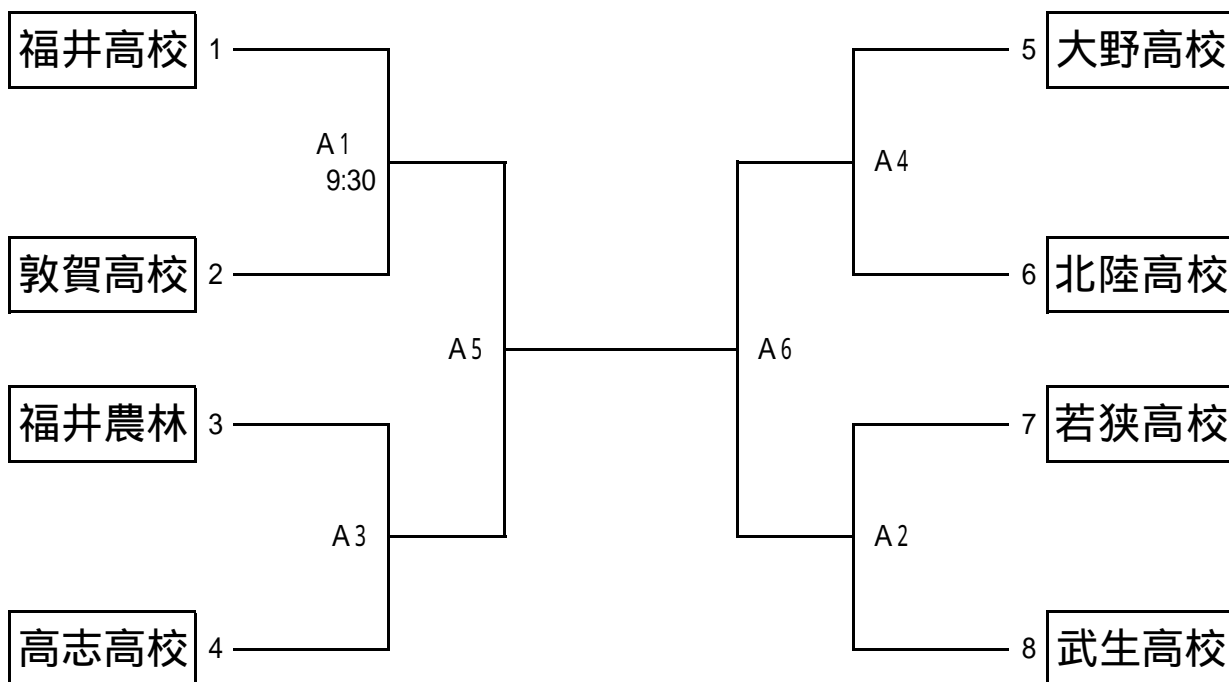 福井高校 1
A1
9:30
敦賀高校 2
A5
福井農林 3
A3
高志高校 4
5 大野高校
A4
6 北陸高校
A6
7 若狭高校
A2
8 武生高校